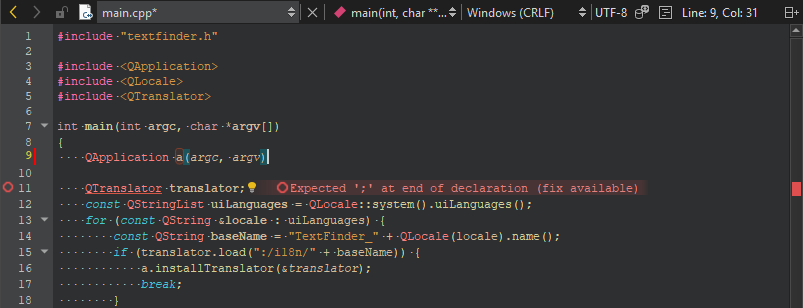 main.cpp* main(int, char **... Windows (CRLF) UTF-8 Line: 9, Col: 31
1 #include "textfinder.h"
2
3 #include <QApplication>
4 #include <QLocale>
5 #include <QTranslator>
6
7 int main(int argc, char *argv[])
8 {
9 QApplication a(argc, argv)
10
11 QTranslator translator; Expected ';' at end of declaration (fix available)
12 const QStringList uiLanguages = QLocale::system().uiLanguages();
13 for (const QString &locale : uiLanguages) {
14 const QString baseName = "TextFinder_" + QLocale(locale).name();
15 if (translator.load(":/i18n/" + baseName)) {
16 a.installTranslator(&translator);
17 break;
18 }